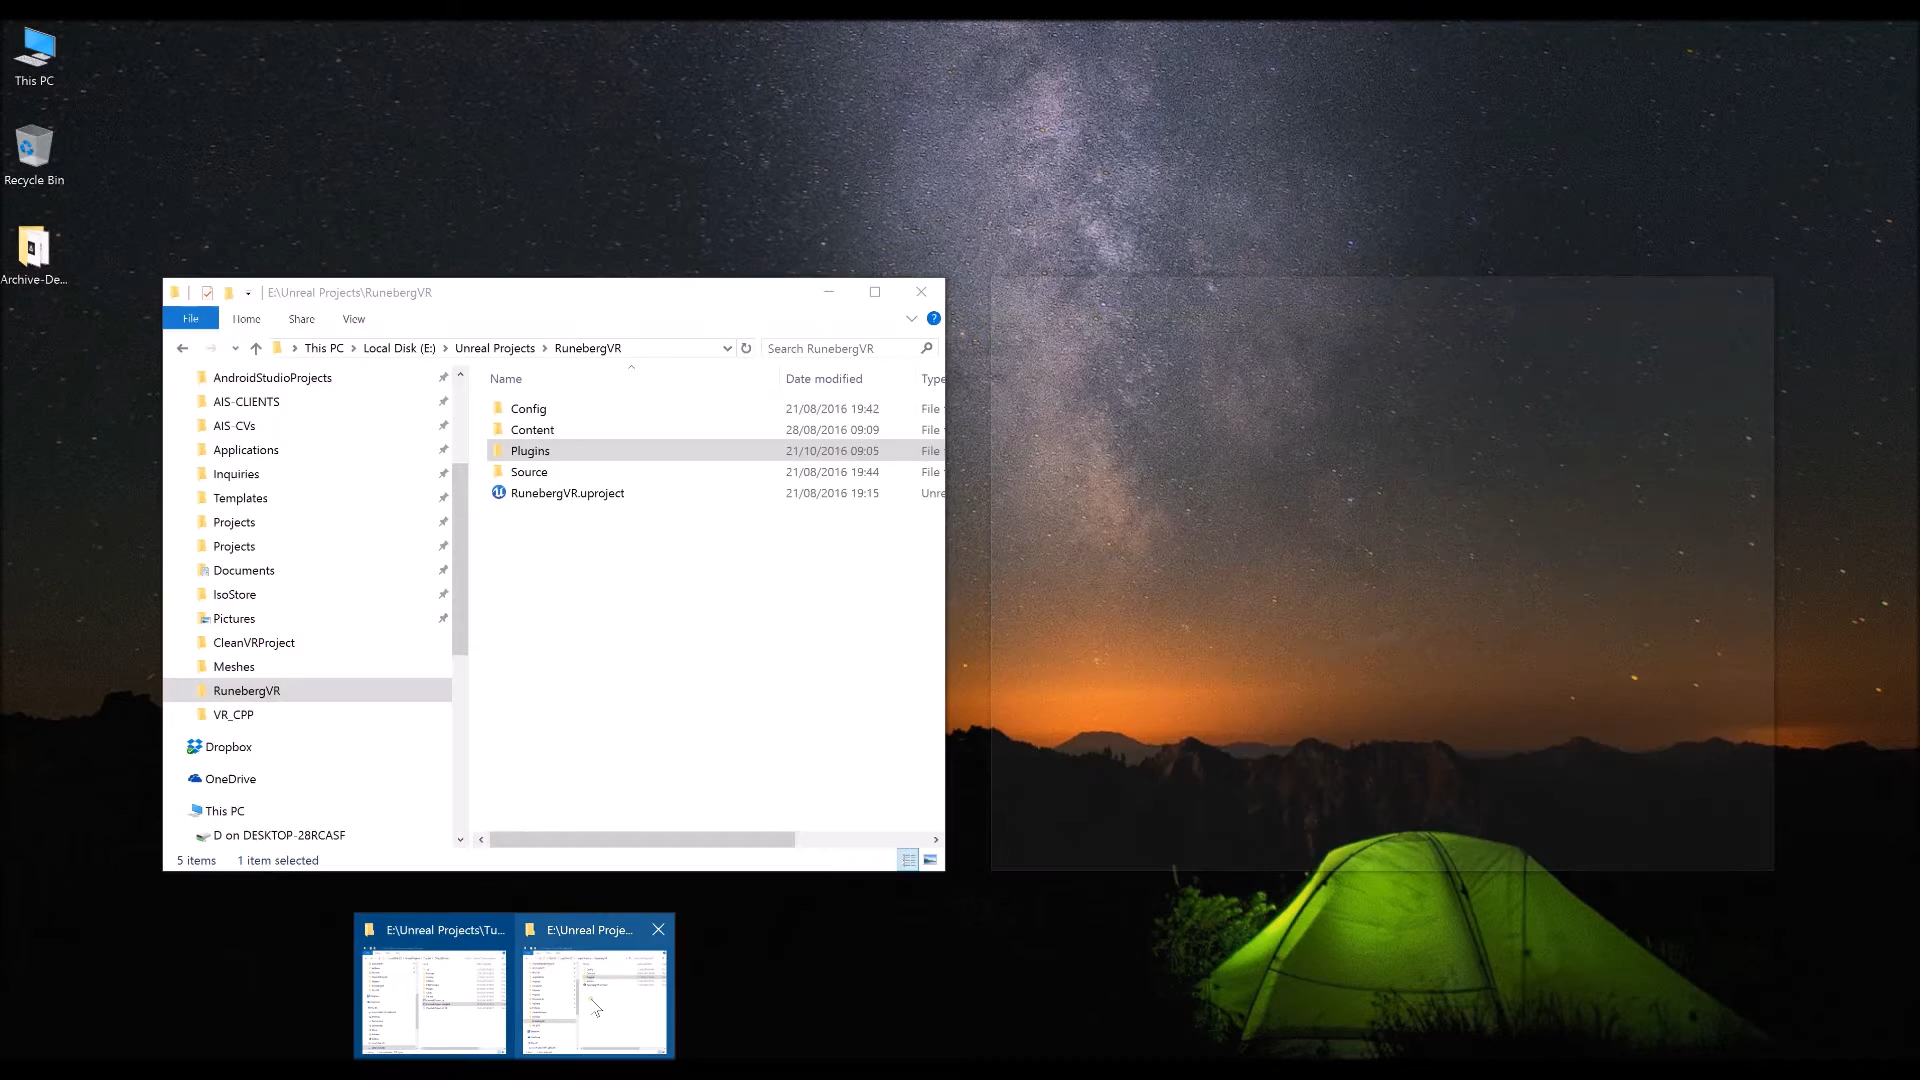 This PC
Recycle Bin
Archive-De...
E:\Unreal Projects\RunebergVR
File Home Share View
This PC Local Disk (E:) Unreal Projects RunebergVR
Search RunebergVR
AndroidStudioProjects
AIS-CLIENTS
AIS-CVs
Applications
Inquiries
Templates
Projects
Projects
Documents
IsoStore
Pictures
CleanVRProject
Meshes
RunebergVR
VR_CPP
Dropbox
OneDrive
This PC
D on DESKTOP-28RCASF
Name Date modified Type
Config 21/08/2016 19:42 File
Content 28/08/2016 09:09 File
Plugins 21/10/2016 09:05 File
Source 21/08/2016 19:44 File
RunebergVR.uproject 21/08/2016 19:15 Unre
5 items 1 item selected
E:\Unreal Projects\Tu...
E:\Unreal Proje...